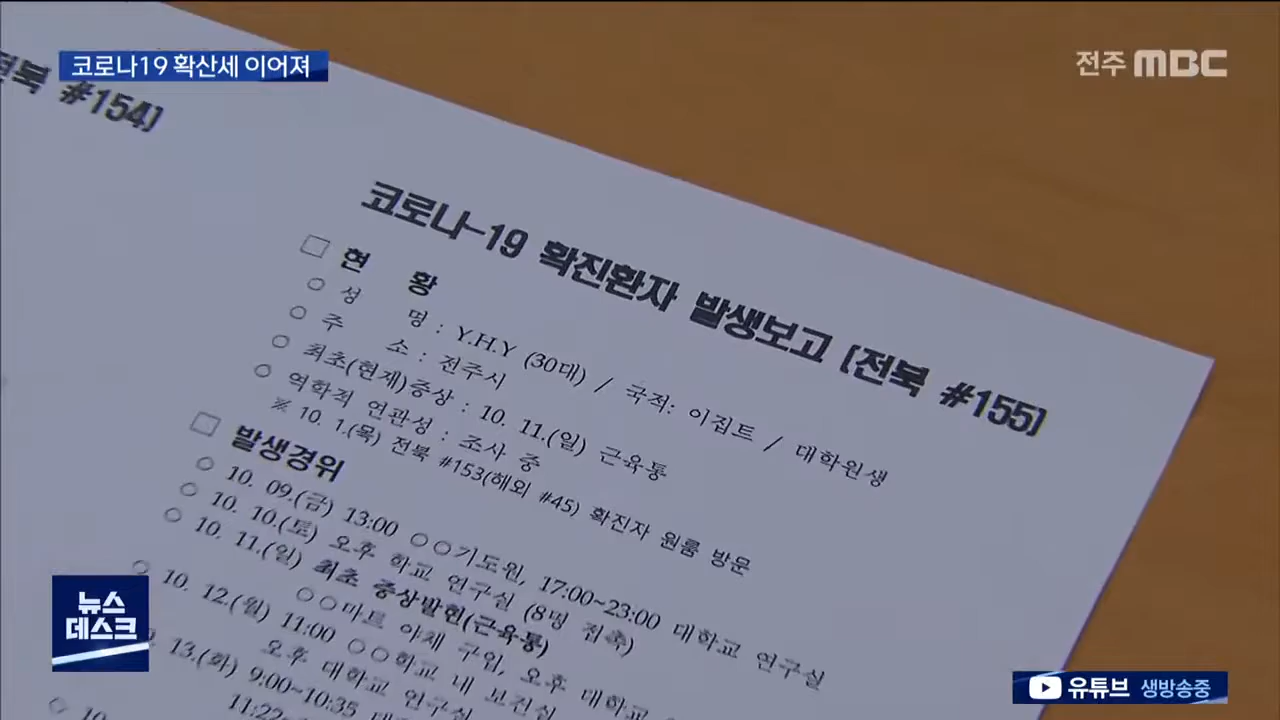 코로나19 확산세 이어져
전주 MBC
전북 #154]
코로나-19 확진환자 발생보고 [전북 #155]
□ 현 황
○ 성 명 : Y.H.Y (30대) / 국적: 이집트 / 대학원생
○ 주 소 : 전주시
○ 최초(현재)증상 : 10. 11.(일) 근육통
○ 역학적 연관성 : 조사 중
※ 10. 1.(목) 전북 #153(해외 #45) 확진자 원룸 방문
□ 발생경위
○ 10. 09.(금) 13:00 ○○기도원, 17:00~23:00 대학교 연구실
○ 10. 10.(토) 오후 학교 연구실 (8명 접촉)
○ 10. 11.(일) 최초 증상발현(근육통)
○○마트 야채 구입, 오후 대학교
○ 10. 12.(월) 11:00 ○○학교 내 보건실
오후 대학교 연구실
13.(화) 9:00~10:35
11:22~
○ 10.
뉴스
데스크
유튜브 생방송중